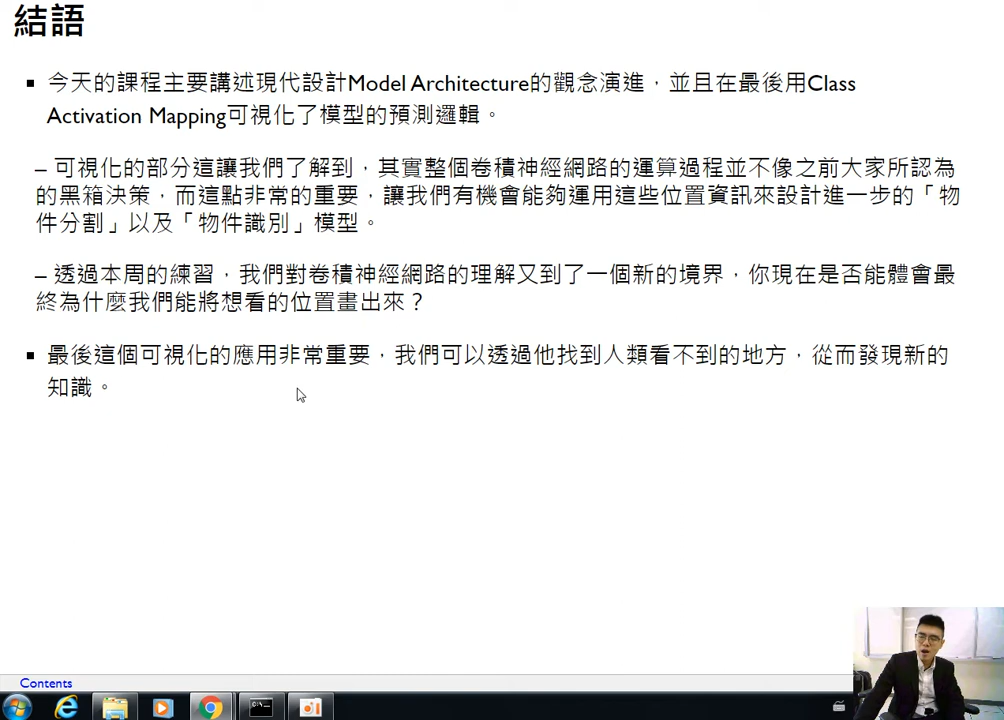 結語
▪ 今天的課程主要講述現代設計Model Architecture的觀念演進，並且在最後用Class
Activation Mapping可視化了模型的預測邏輯。
– 可視化的部分這讓我們了解到，其實整個卷積神經網路的運算過程並不像之前大家所認為
的黑箱決策，而這點非常的重要，讓我們有機會能夠運用這些位置資訊來設計進一步的「物
件分割」以及「物件識別」模型。
– 透過本周的練習，我們對卷積神經網路的理解又到了一個新的境界，你現在是否能體會最
終為什麼我們能將想看的位置畫出來？
▪ 最後這個可視化的應用非常重要，我們可以透過他找到人類看不到的地方，從而發現新的
知識。
Contents